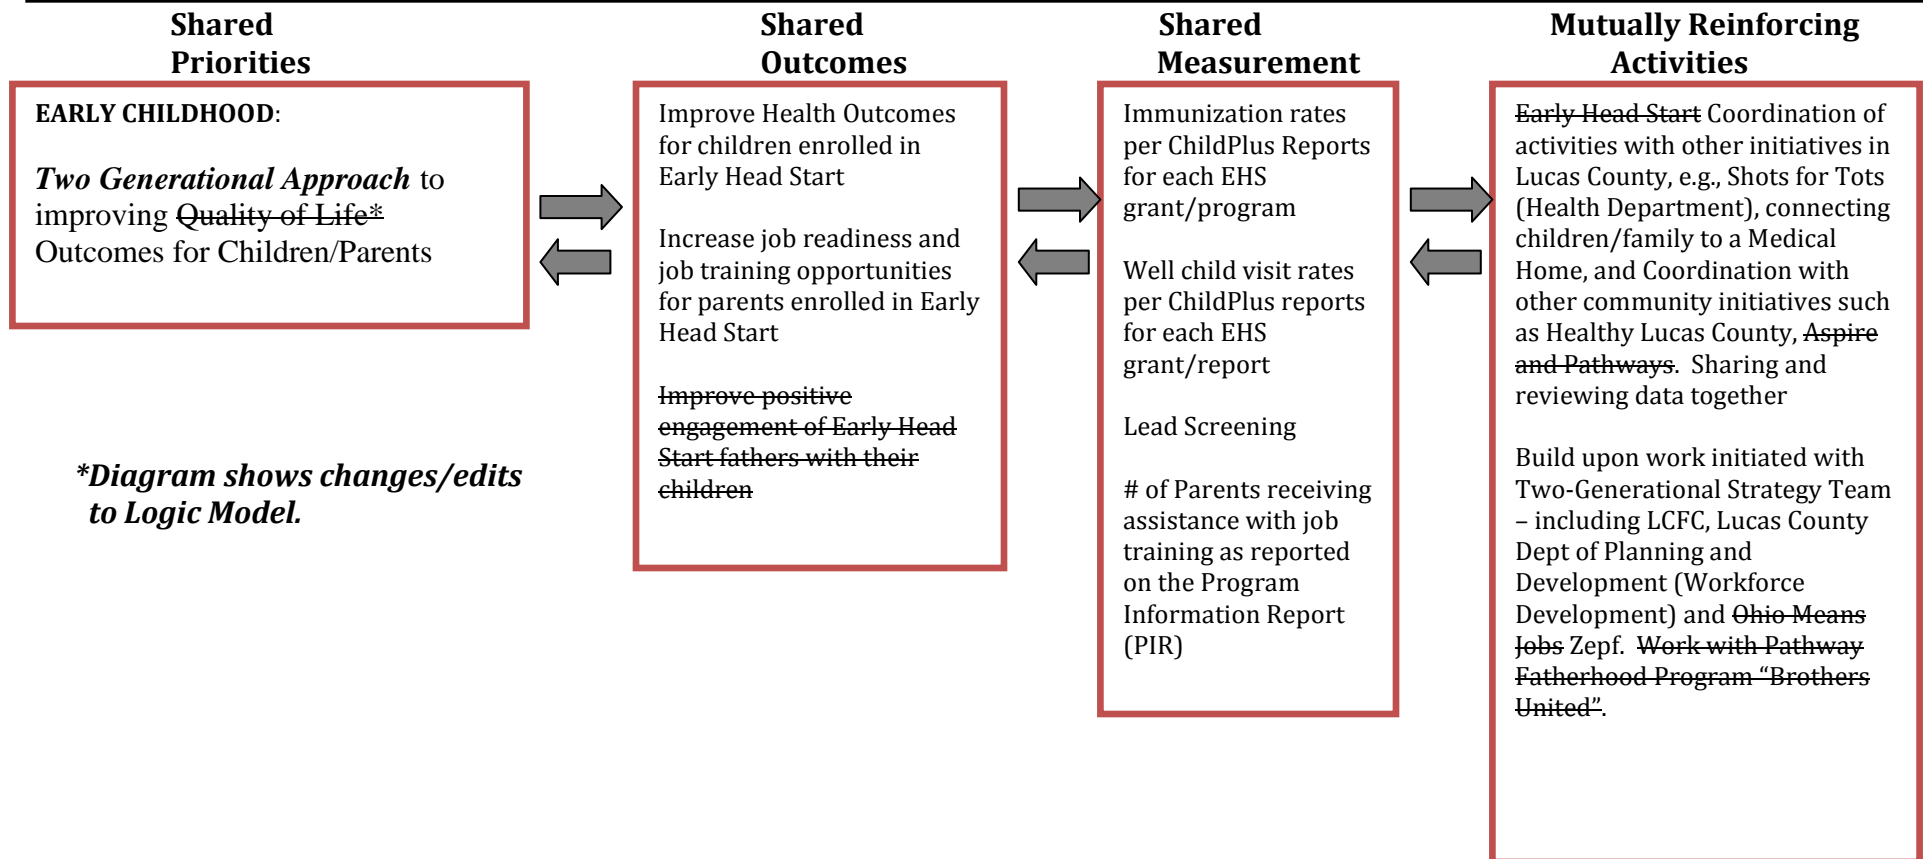 Shared
Priorities
EARLY CHILDHOOD:
Two Generational Approach to
improving Quality of Life*
Outcomes for Children/Parents
*Diagram shows changes/edits
to Logic Model.
Shared
Outcomes
Improve Health Outcomes
for children enrolled in
Early Head Start
Increase job readiness and
job training opportunities
for parents enrolled in Early
Head Start
Improve positive
engagement of Early Head
Start fathers with their
children
Shared
Measurement
Immunization rates
per ChildPlus Reports
for each EHS
grant/program
Well child visit rates
per ChildPlus reports
for each EHS
grant/report
Lead Screening
# of Parents receiving
assistance with job
training as reported
on the Program
Information Report
(PIR)
Mutually Reinforcing
Activities
Early Head Start Coordination of
activities with other initiatives in
Lucas County, e.g., Shots for Tots
(Health Department), connecting
children/family to a Medical
Home, and Coordination with
other community initiatives such
as Healthy Lucas County, Aspire
and Pathways.  Sharing and
reviewing data together
Build upon work initiated with
Two-Generational Strategy Team
– including LCFC, Lucas County
Dept of Planning and
Development (Workforce
Development) and Ohio Means
Jobs Zepf.  Work with Pathway
Fatherhood Program “Brothers
United”.